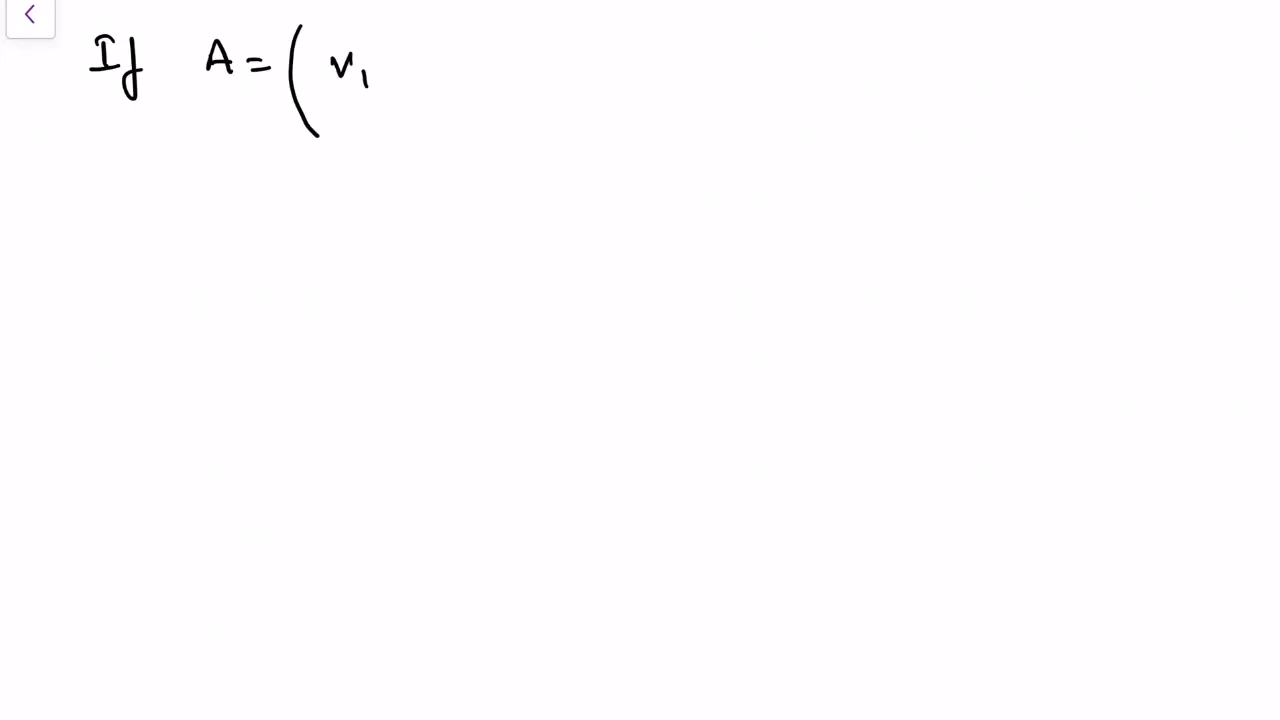 If A = ( v₁